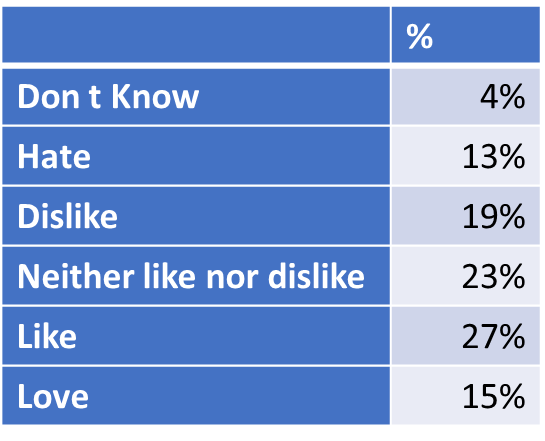 %
Don t Know 4%
Hate 13%
Dislike 19%
Neither like nor dislike 23%
Like 27%
Love 15%